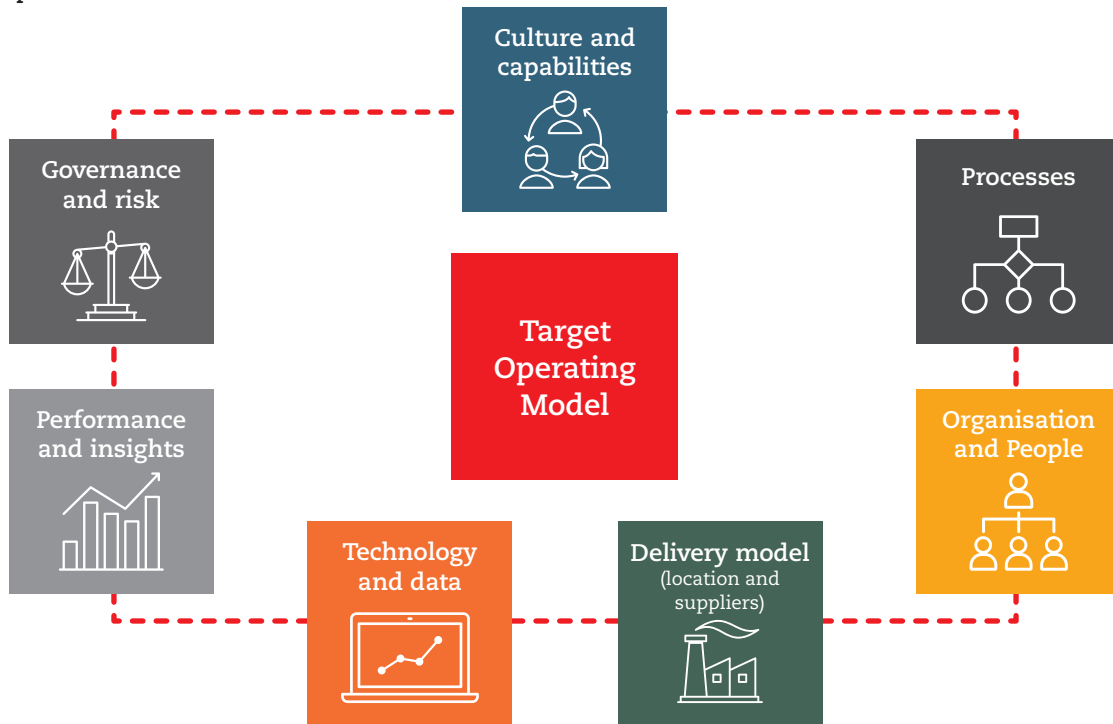 Culture and
capabilities
Governance
and risk
Processes
Target
Operating
Model
Performance
and insights
Organisation
and People
Technology
and data
Delivery model
(location and
suppliers)